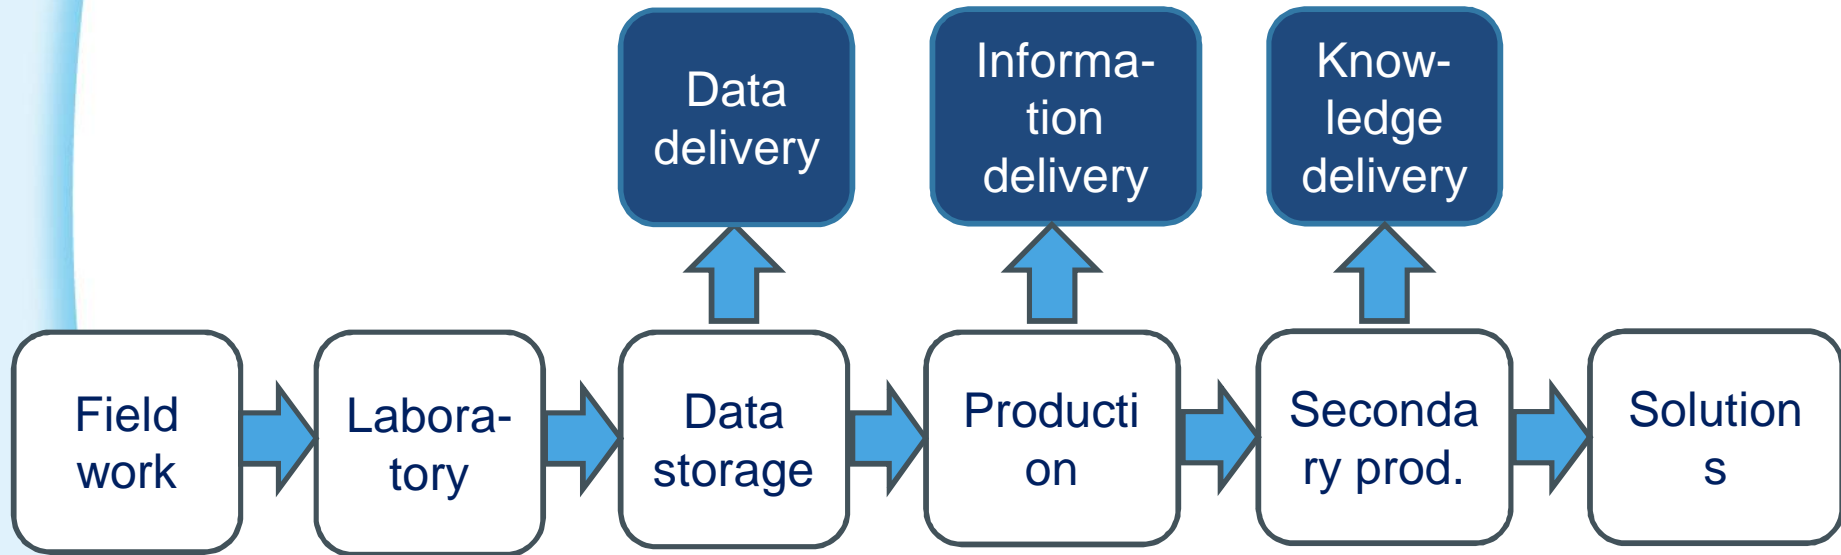 Data
delivery
Informa-
tion
delivery
Know-
ledge
delivery
Field
work
Labora-
tory
Data
storage
Producti
on
Seconda
ry prod.
Solution
s